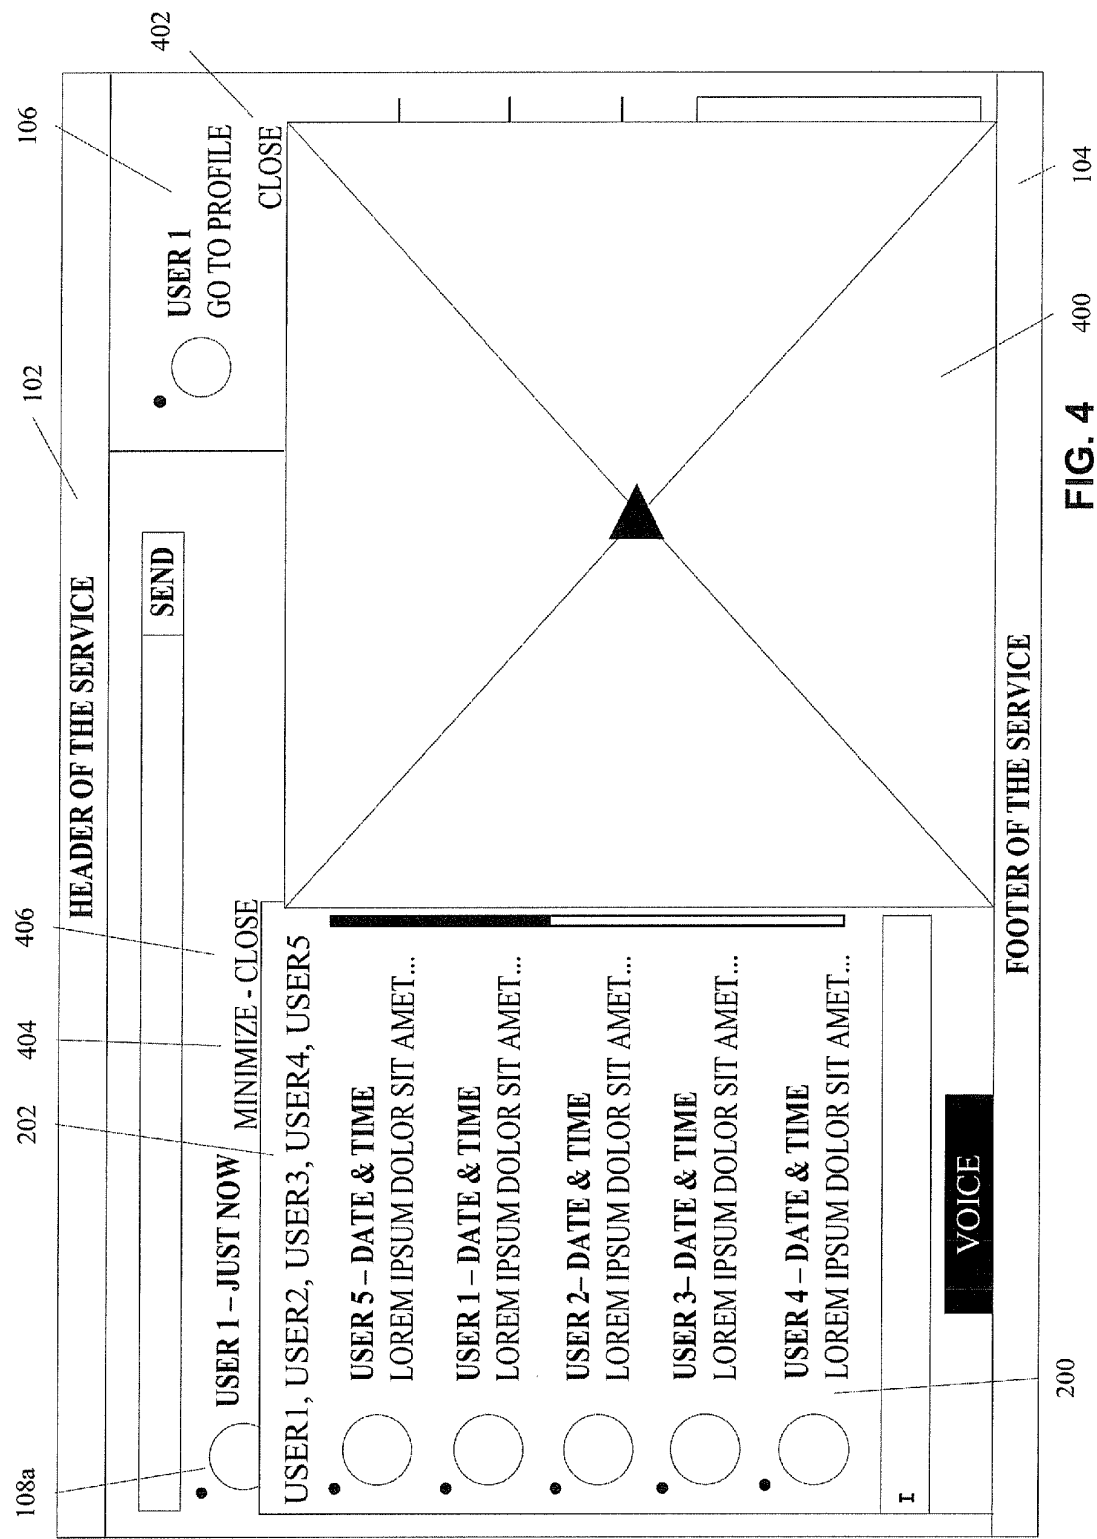 102
106
402
HEADER OF THE SERVICE
SEND
USER 1
GO TO PROFILE
CLOSE
108a
202
404
406
USER 1 – JUST NOW
MINIMIZE - CLOSE
USER1, USER2, USER3, USER4, USER5
USER 5 – DATE & TIME
LOREM IPSUM DOLOR SIT AMET...
USER 1 – DATE & TIME
LOREM IPSUM DOLOR SIT AMET...
USER 2– DATE & TIME
LOREM IPSUM DOLOR SIT AMET...
USER 3– DATE & TIME
LOREM IPSUM DOLOR SIT AMET...
USER 4 – DATE & TIME
LOREM IPSUM DOLOR SIT AMET...
I
VOICE
FOOTER OF THE SERVICE
200
400
104
FIG. 4